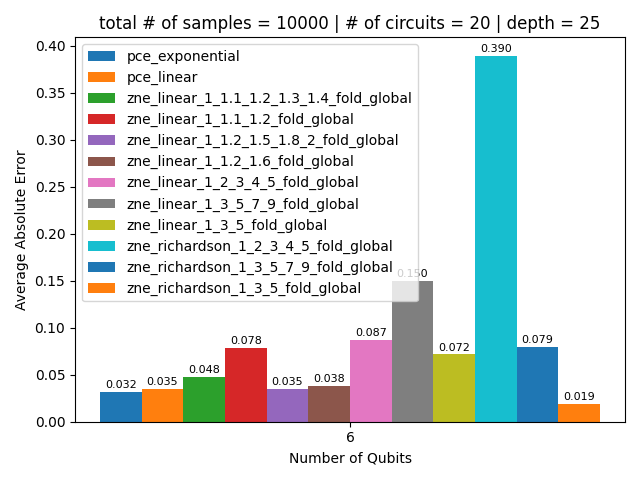 total # of samples = 10000 | # of circuits = 20 | depth = 25
Average Absolute Error
0.40
0.35
0.30
0.25
0.20
0.15
0.10
0.05
0.00
pce_exponential
pce_linear
zne_linear_1_1.1_1.2_1.3_1.4_fold_global
zne_linear_1_1.1_1.2_fold_global
zne_linear_1_1.2_1.5_1.8_2_fold_global
zne_linear_1_1.2_1.6_fold_global
zne_linear_1_2_3_4_5_fold_global
zne_linear_1_3_5_7_9_fold_global
zne_linear_1_3_5_fold_global
zne_richardson_1_2_3_4_5_fold_global
zne_richardson_1_3_5_7_9_fold_global
zne_richardson_1_3_5_fold_global
0.032
0.035
0.048
0.078
0.035
0.038
0.087
0.150
0.072
0.390
0.079
0.019
6
Number of Qubits